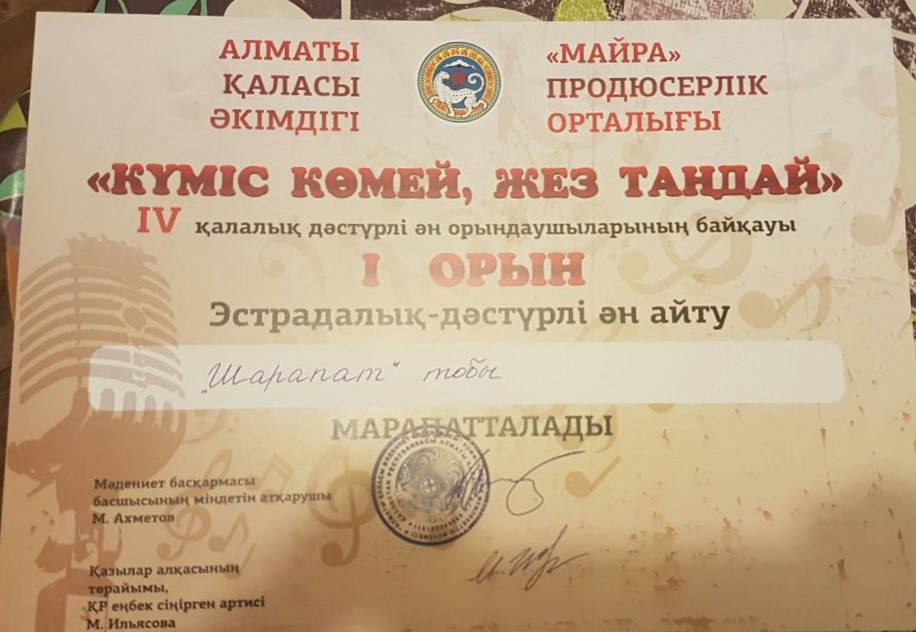 АЛМАТЫ
ҚАЛАСЫ
ӘКІМДІГІ
«МАЙРА»
ПРОДЮСЕРЛІК
ОРТАЛЫҒЫ
«КҮМІС КӨМЕЙ, ЖЕЗ ТАҢДАЙ»
IV қалалық дәстүрлі ән орындаушыларының байқауы
I ОРЫН
Эстрадалық-дәстүрлі ән айту
"Шарапат" тобы
МАРАПАТТАЛАДЫ
Мәдениет басқармасы
басшысының міндетін атқарушы
М. Ахметов
Қазылар алқасының
төрайымы,
ҚР еңбек сіңірген артисі
М. Ильясова